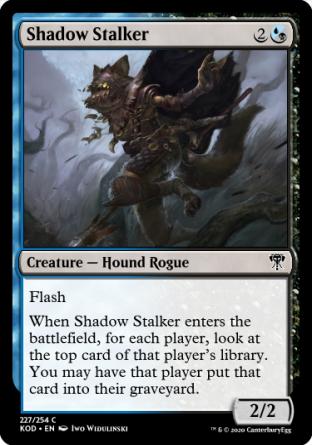 Shadow Stalker 2
Creature — Hound Rogue
Flash
When Shadow Stalker enters the
battlefield, for each player, look at
the top card of that player's library.
You may have that player put that
card into their graveyard.
2/2
227/254 C
KOD • EN Iwo Widulinski ™ & © 2020 CanterburyEgg